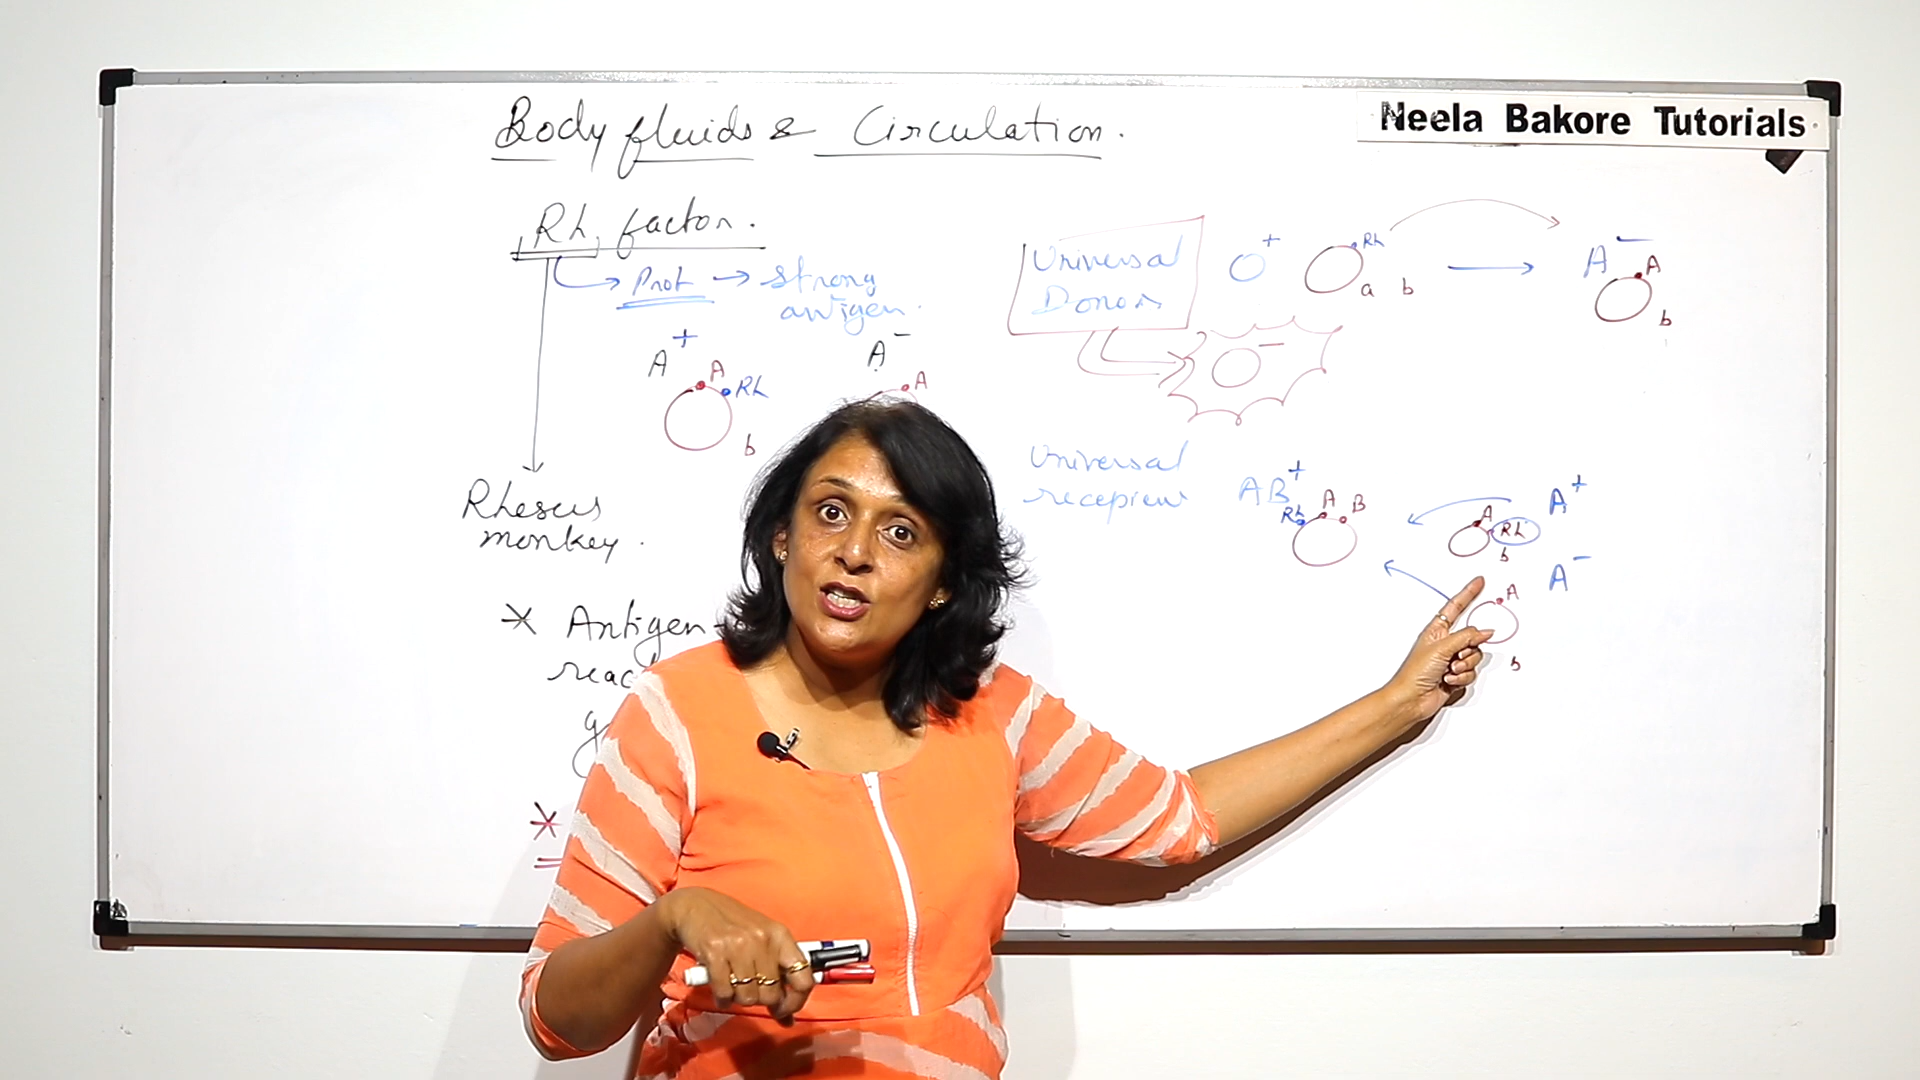 Body fluids & Circulation.
Neela Bakore Tutorials
Rh factor.
Prot → strong
antigen.
A+
A
Rh
b
A-
A
Rhesus
monkey.
* Antigen-
reac
g
*
=
Universal
Donor
O+
Rh
a b
→
A-
A
b
O-
Universal
AB+
Rh A B
A+
A
Rh
b
A-
A
b